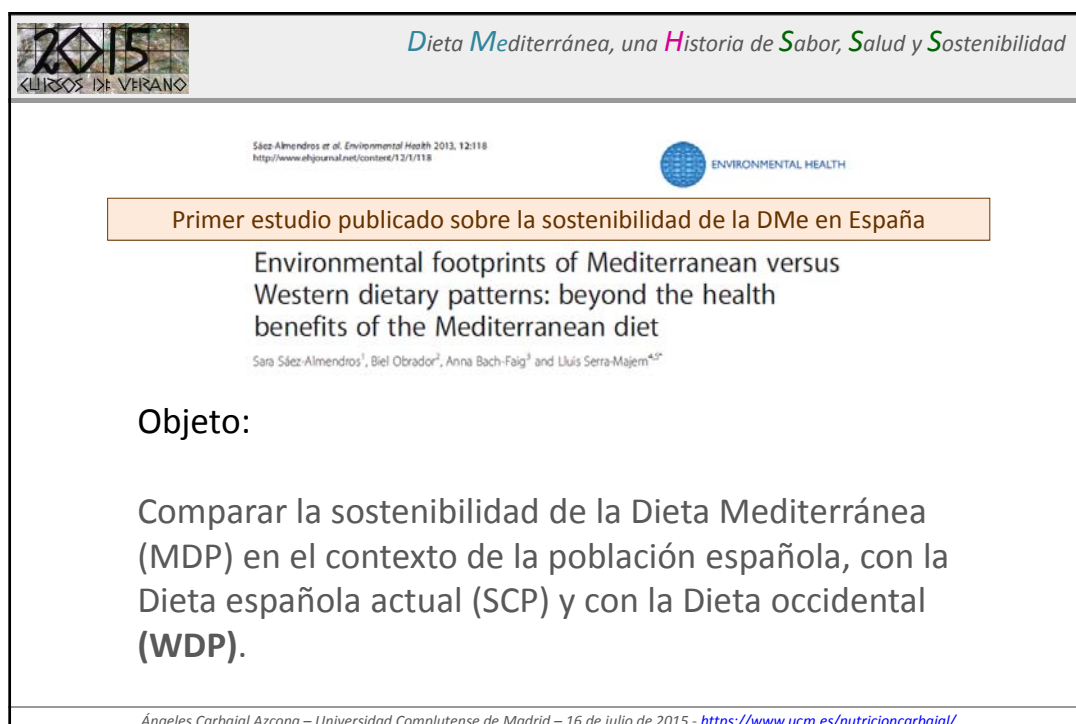 2015
CURSOS DE VERANO
Dieta Mediterránea, una Historia de Sabor, Salud y Sostenibilidad
Sáez-Almendros et al. Environmental Health 2013, 12:118
http://www.ehjournal.net/content/12/1/118
ENVIRONMENTAL HEALTH
Primer estudio publicado sobre la sostenibilidad de la DMe en España
Environmental footprints of Mediterranean versus
Western dietary patterns: beyond the health
benefits of the Mediterranean diet
Sara Sáez-Almendros1, Biel Obrador2, Anna Bach-Faig3 and Lluis Serra-Majem4,5*
Objeto:
Comparar la sostenibilidad de la Dieta Mediterránea
(MDP) en el contexto de la población española, con la
Dieta española actual (SCP) y con la Dieta occidental
(WDP).
Ángeles Carbajal Azcona – Universidad Complutense de Madrid – 16 de julio de 2015 - https://www.ucm.es/nutricioncarbajal/